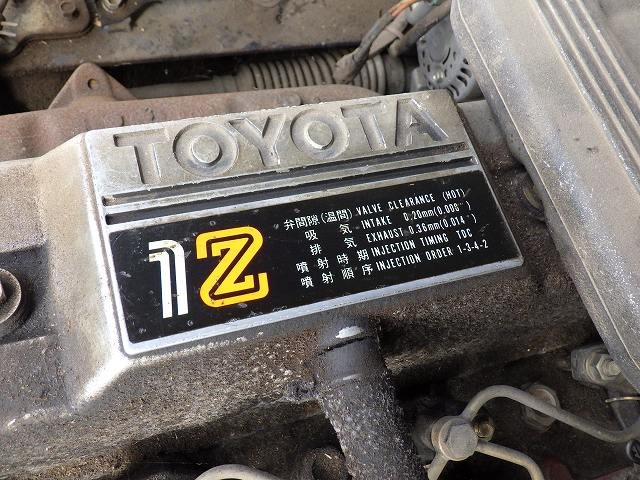 TOYOTA
1Z
弁間隙(温間) VALVE CLEARANCE (HOT)
吸気 INTAKE 0.20mm(0.008")
排気 EXHAUST 0.36mm(0.014")
噴射時期 INJECTION TIMING TDC
噴射順序 INJECTION ORDER 1-3-4-2